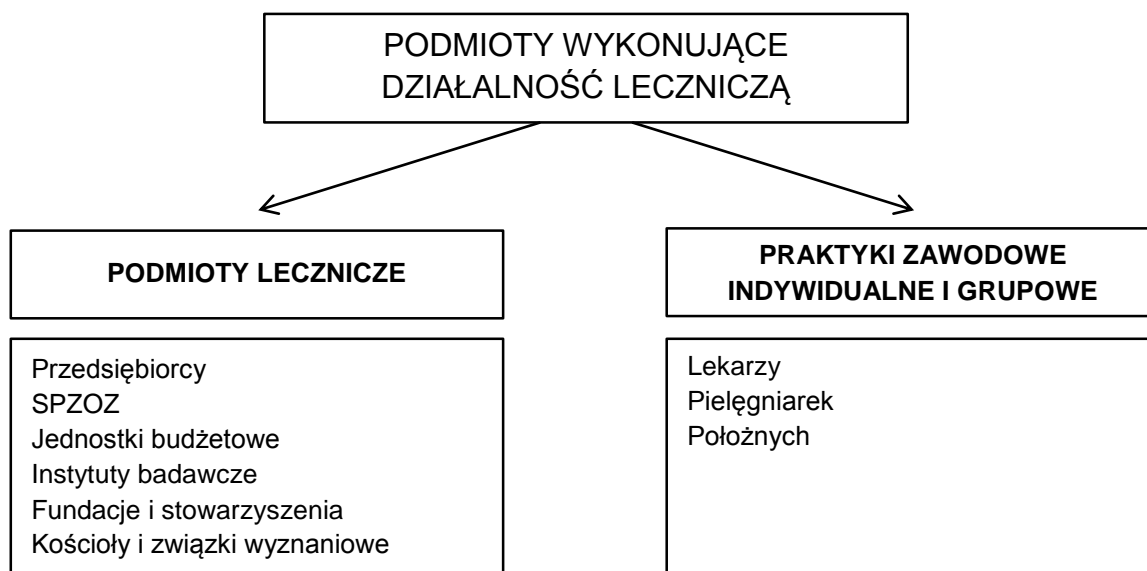 PODMIOTY WYKONUJĄCE
DZIAŁALNOŚĆ LECZNICZĄ
PODMIOTY LECZNICZE
Przedsiębiorcy
SPZOZ
Jednostki budżetowe
Instytuty badawcze
Fundacje i stowarzyszenia
Kościoły i związki wyznaniowe
PRAKTYKI ZAWODOWE
INDYWIDUALNE I GRUPOWE
Lekarzy
Pielęgniarek
Położnych